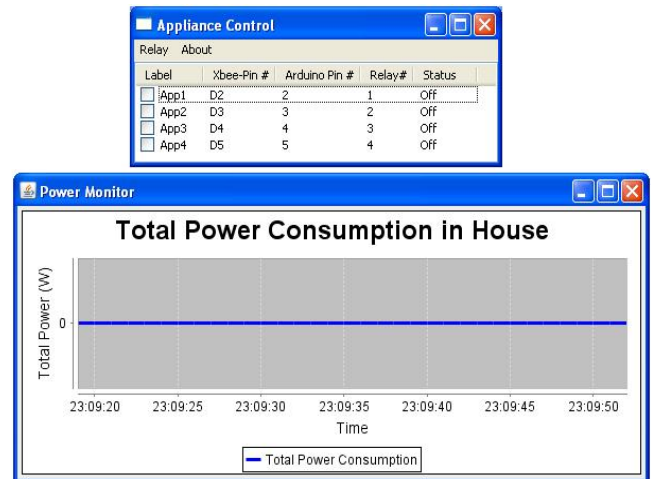 Appliance Control
Relay About
Label Xbee-Pin # Arduino Pin # Relay# Status
App1 D2 2 1 Off
App2 D3 3 2 Off
App3 D4 4 3 Off
App4 D5 5 4 Off
Power Monitor
Total Power Consumption in House
Total Power (W)
0
23:09:20 23:09:25 23:09:30 23:09:35 23:09:40 23:09:45 23:09:50
Time
Total Power Consumption